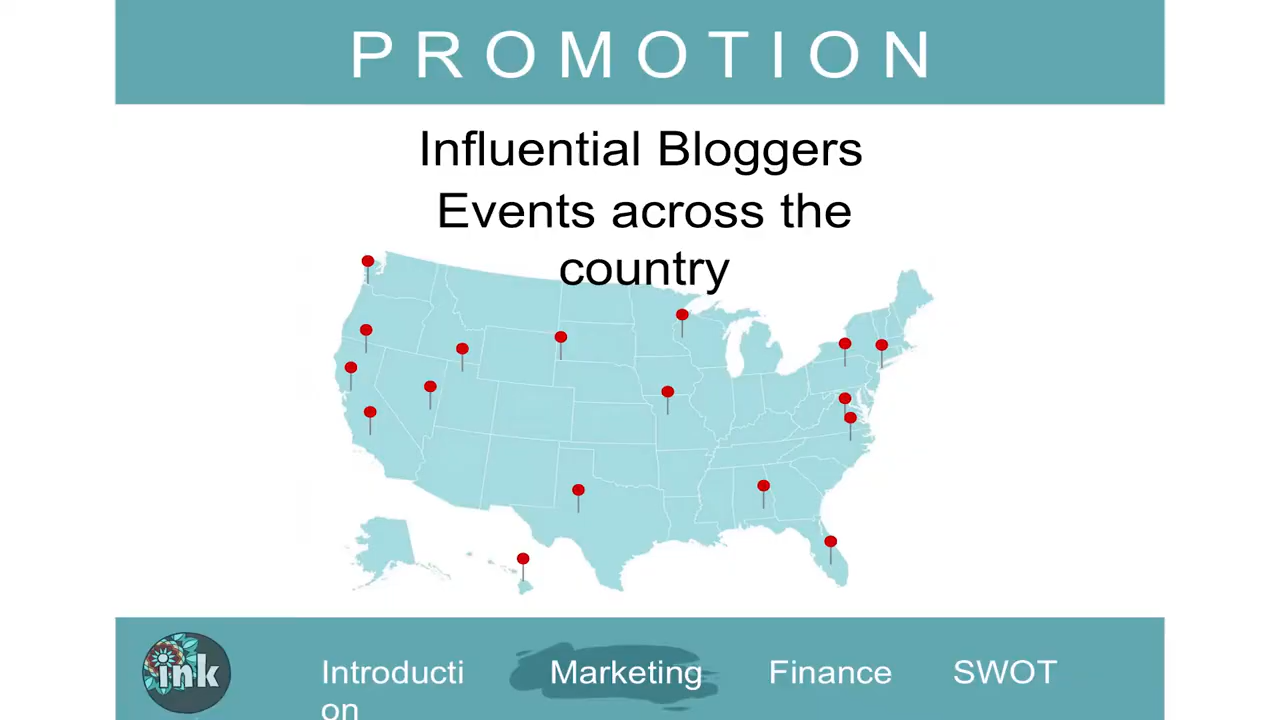 PROMOTION
Influential Bloggers
Events across the
country
ink
Introducti
on
Marketing
Finance
SWOT